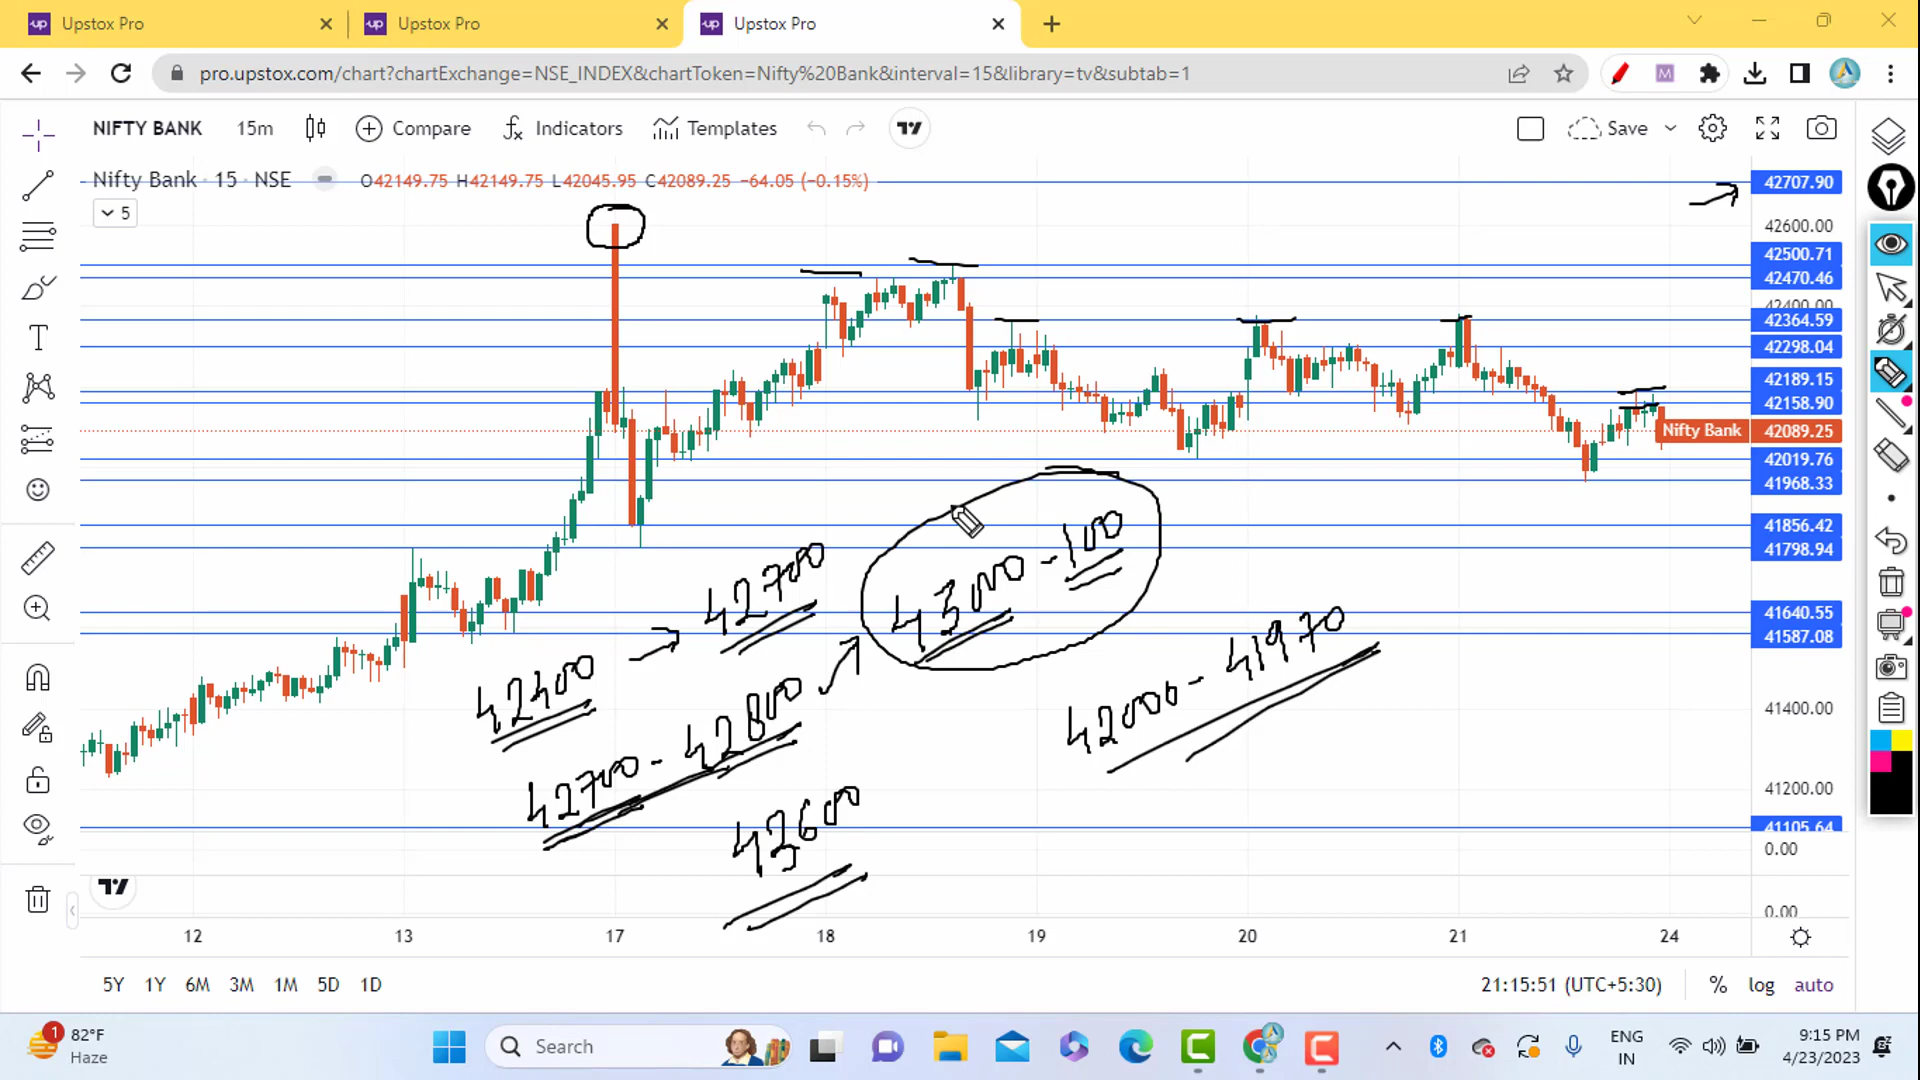 Upstox Pro
Upstox Pro
Upstox Pro
pro.upstox.com/chart?chartExchange=NSE_INDEX&chartToken=Nifty%20Bank&interval=15&library=tv&subtab=1
NIFTY BANK 15m Compare Indicators Templates Save
Nifty Bank · 15 · NSE O42149.75 H42149.75 L42045.95 C42089.25 −64.05 (−0.15%)
5
42707.90
42600.00
42500.71
42470.46
42400.00
42364.59
42298.04
42189.15
42158.90
Nifty Bank 42089.25
42019.76
41968.33
41856.42
41798.94
41640.55
41587.08
41400.00
41200.00
41105.64
0.00
0.00
42700
43000 - 100
42400
42000 - 41970
42700 - 42800
43600
12 13 17 18 19 20 21 24
5Y 1Y 6M 3M 1M 5D 1D
21:15:51 (UTC+5:30) % log auto
1
82°F
Haze
Search
ENG
IN
9:15 PM
4/23/2023